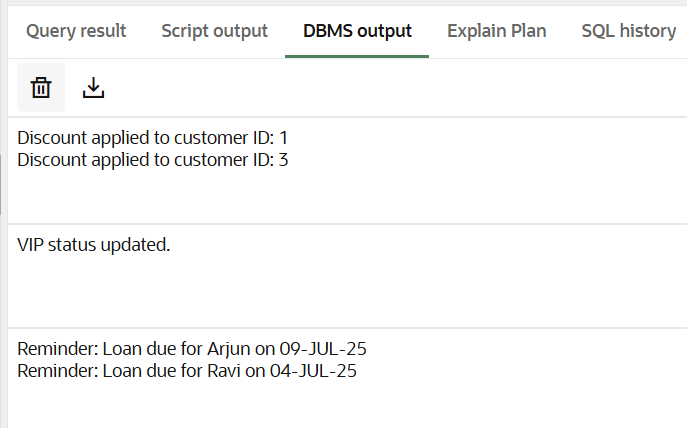 Query result Script output DBMS output Explain Plan SQL history
Discount applied to customer ID: 1
Discount applied to customer ID: 3
VIP status updated.
Reminder: Loan due for Arjun on 09-JUL-25
Reminder: Loan due for Ravi on 04-JUL-25